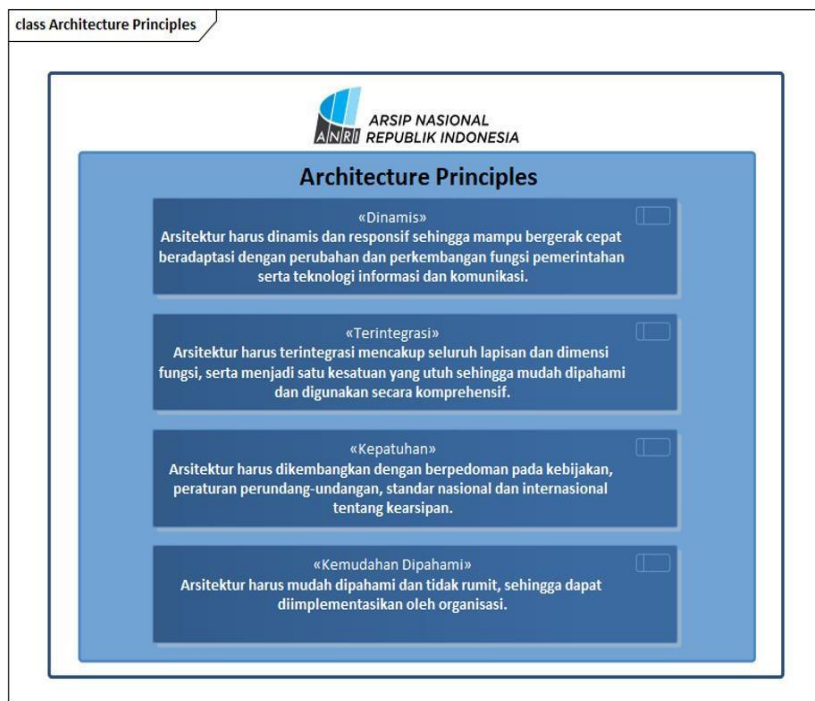 class Architecture Principles
ANRI
ARSIP NASIONAL
REPUBLIK INDONESIA
Architecture Principles
«Dinamis»
Arsitektur harus dinamis dan responsif sehingga mampu bergerak cepat
beradaptasi dengan perubahan dan perkembangan fungsi pemerintahan
serta teknologi informasi dan komunikasi.
«Terintegrasi»
Arsitektur harus terintegrasi mencakup seluruh lapisan dan dimensi
fungsi, serta menjadi satu kesatuan yang utuh sehingga mudah dipahami
dan digunakan secara komprehensif.
«Kepatuhan»
Arsitektur harus dikembangkan dengan berpedoman pada kebijakan,
peraturan perundang-undangan, standar nasional dan internasional
tentang kearsipan.
«Kemudahan Dipahami»
Arsitektur harus mudah dipahami dan tidak rumit, sehingga dapat
diimplementasikan oleh organisasi.